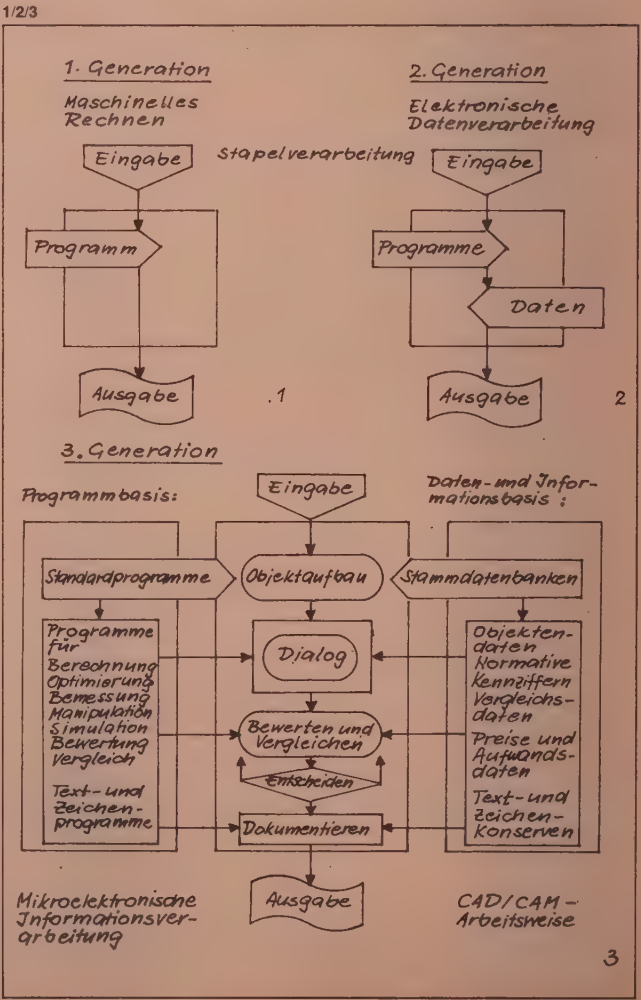 1/2/3
1. Generation
Maschinelles
Rechnen
Eingabe
Programm
Ausgabe
.1
Stapelverarbeitung
2. Generation
Elektronische
Datenverarbeitung
Eingabe
Programme
Daten
Ausgabe
2
3. Generation
Programmbasis:
Eingabe
Daten- und Infor-
mationsbasis :
Standardprogramme
Objektaufbau
Stammdatenbanken
Programme
für
Berechnung
Optimierung
Bemessung
Manipulation
Simulation
Bewertung
Vergleich
Text- und
Zeichen-
programme
Dialog
Bewerten und
Vergleichen
Entscheiden
Dokumentieren
Ausgabe
Objekten-
daten
Normative
Kennziffern
Vergleichs-
daten
Preise und
Aufwands-
daten
Text- und
Zeichen-
Konserven
Mikroelektronische
Informationsver-
arbeitung
CAD/CAM -
Arbeitsweise
3